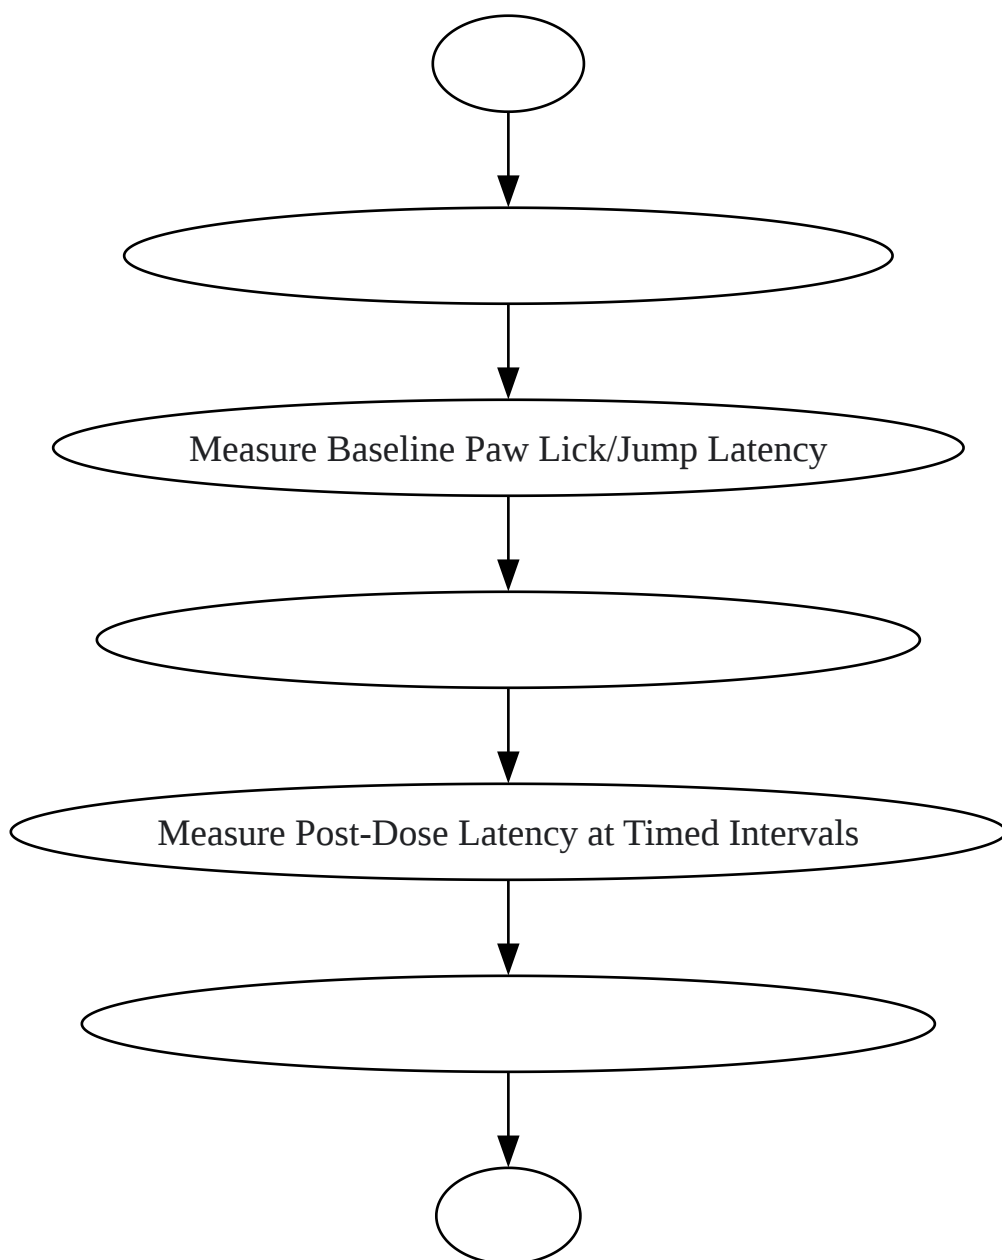 Measure Baseline Paw Lick/Jump Latency
Measure Post-Dose Latency at Timed Intervals